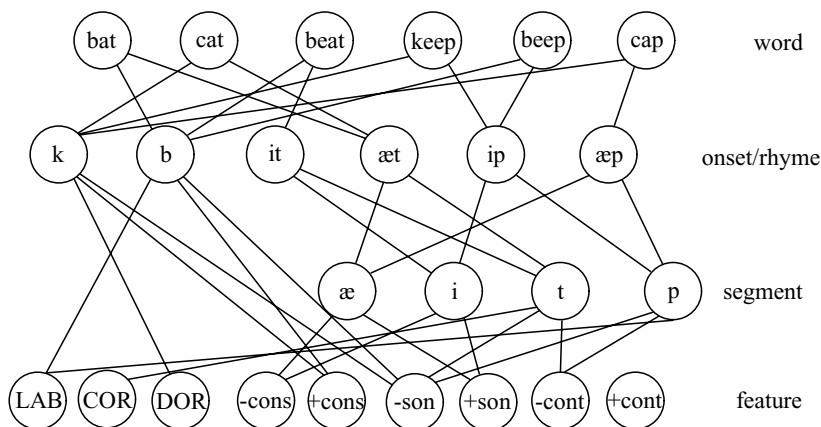 bat cat beat keep beep cap word
k b it æt ip æp onset/rhyme
æ i t p segment
LAB COR DOR -cons +cons -son +son -cont +cont feature